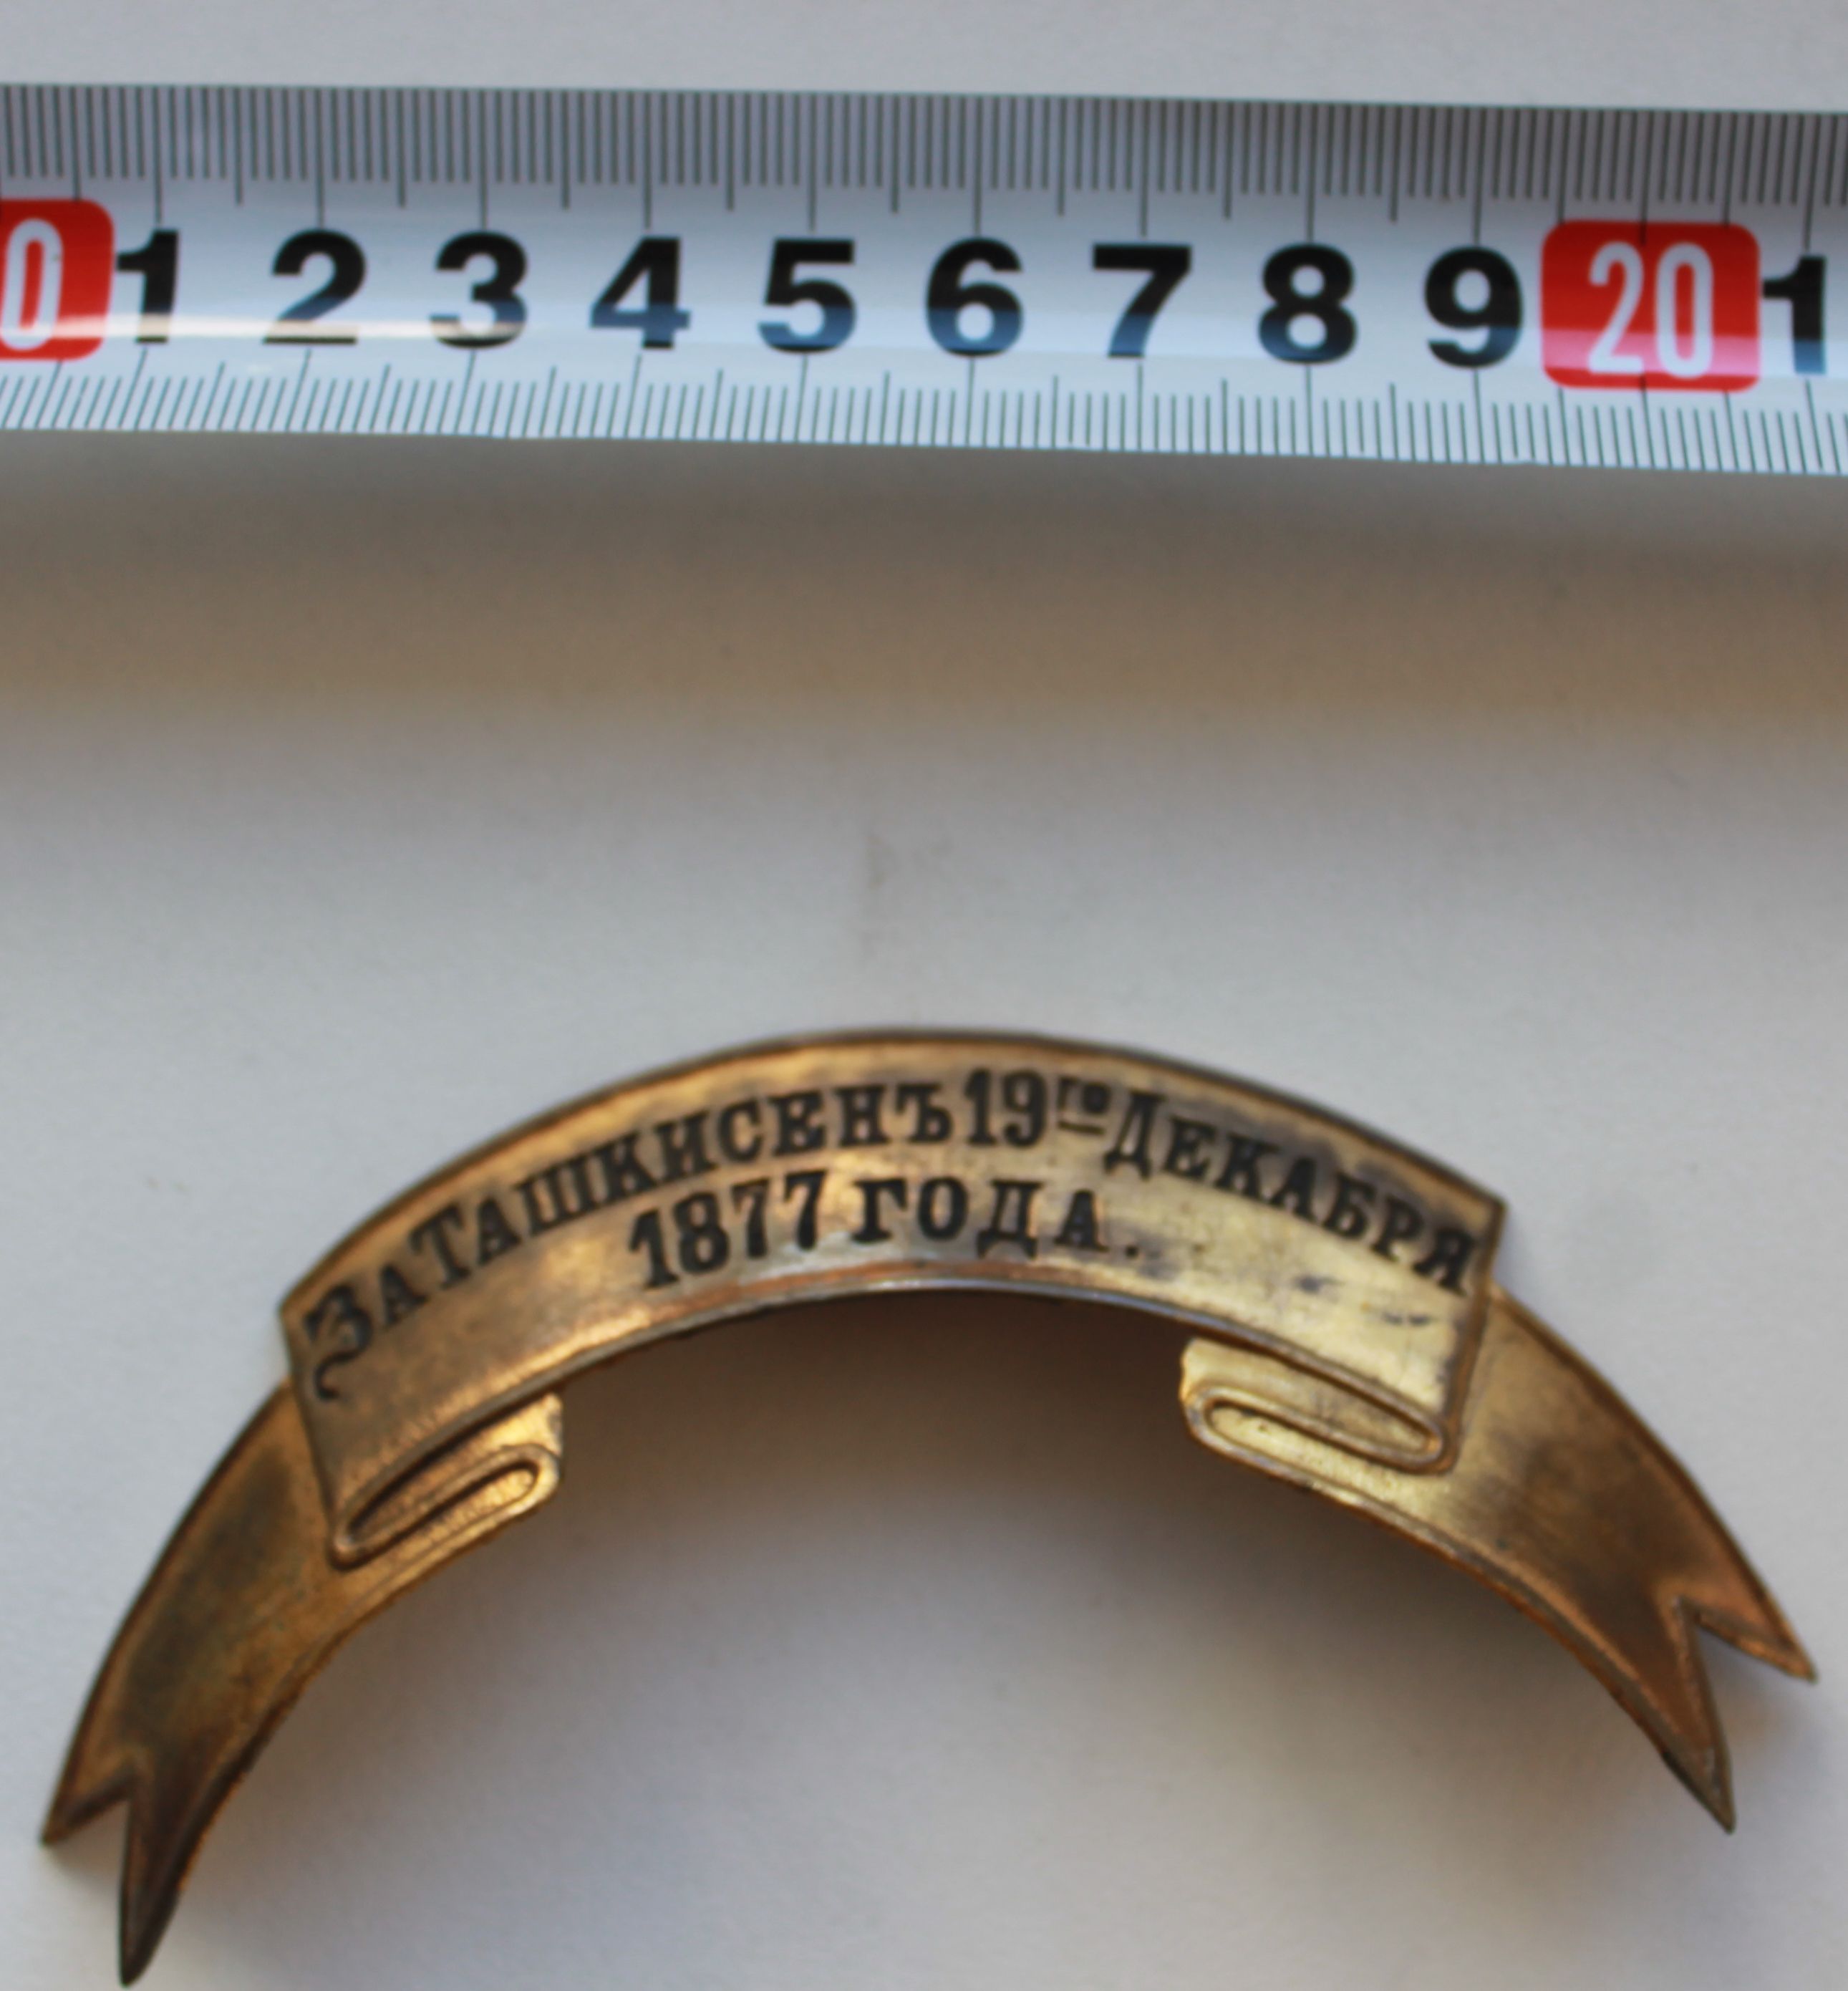 0 1 2 3 4 5 6 7 8 9 20 1
ЗА ТАШКИСЕНЪ 19го ДЕКАБРЯ
1877 ГОДА.